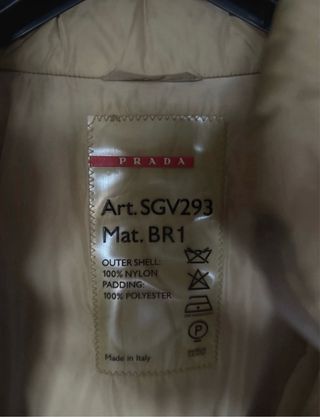 PRADA
Art. SGV293
Mat. BR1
OUTER SHELL:
100% NYLON
PADDING:
100% POLYESTER
P
Made in Italy